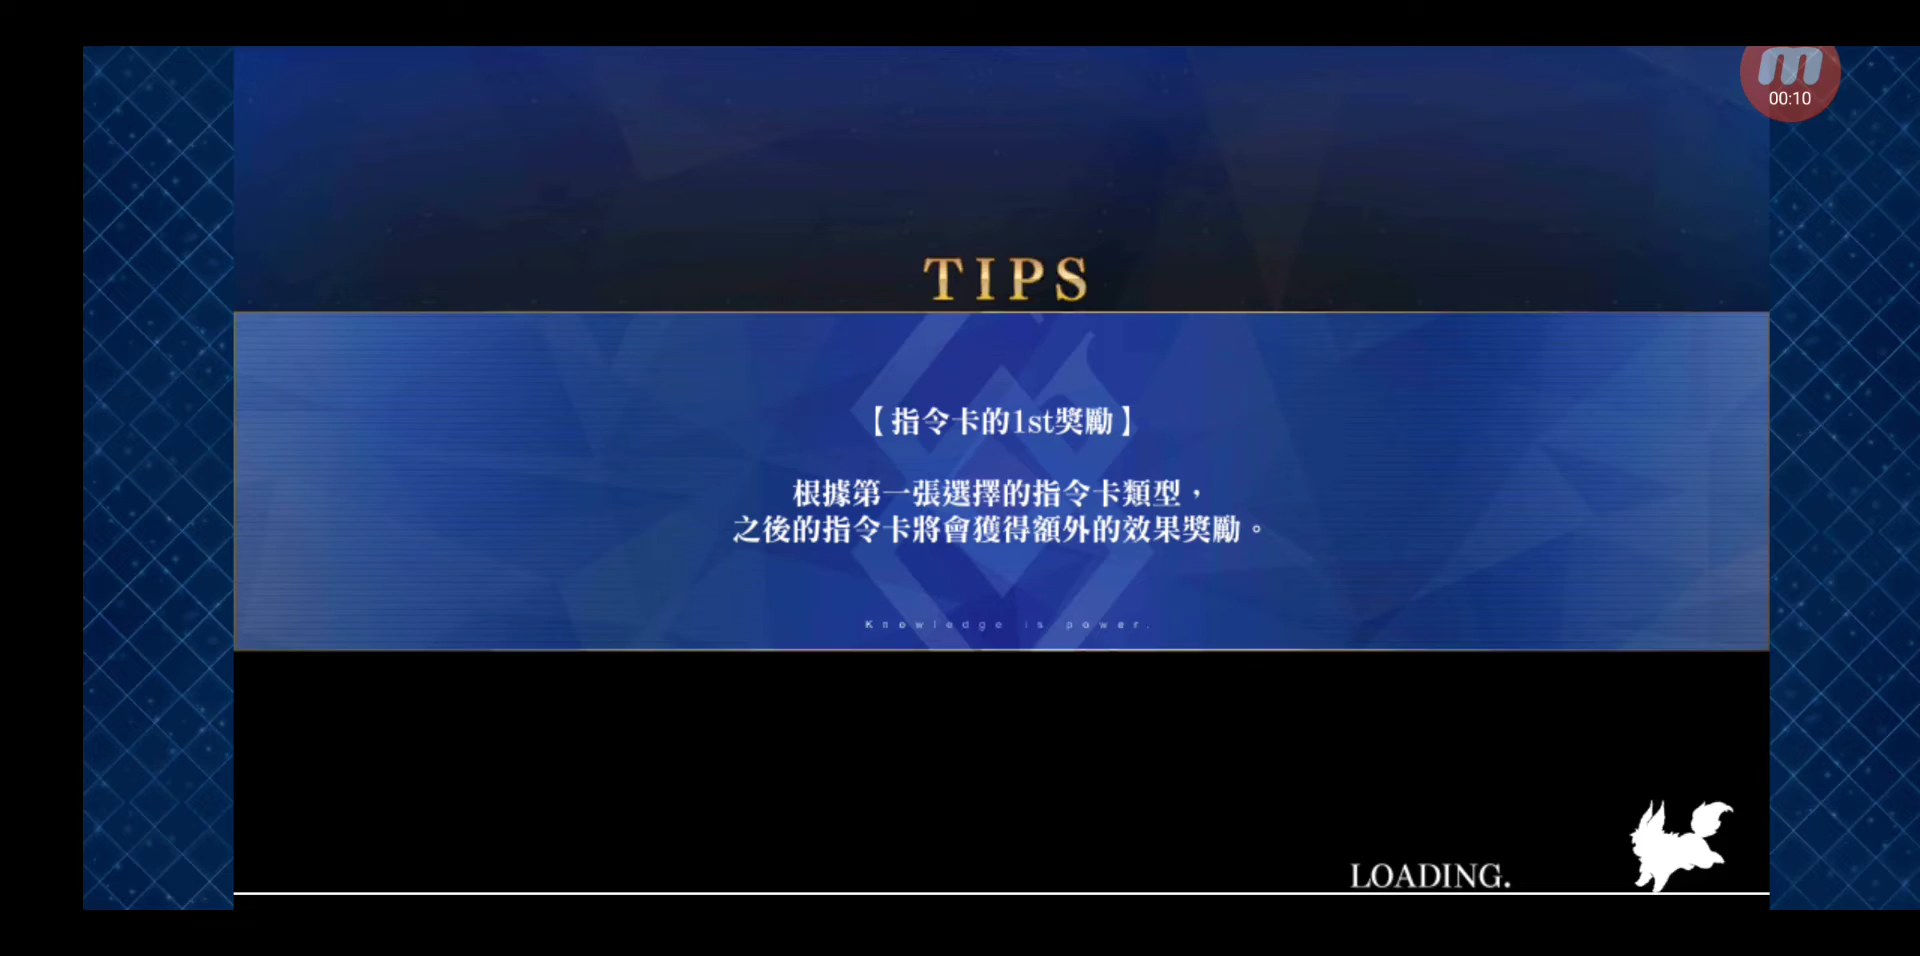 m
00:10
TIPS
【指令卡的1st獎勵】
根據第一張選擇的指令卡類型，
之後的指令卡將會獲得額外的效果獎勵。
Knowledge is power.
LOADING.